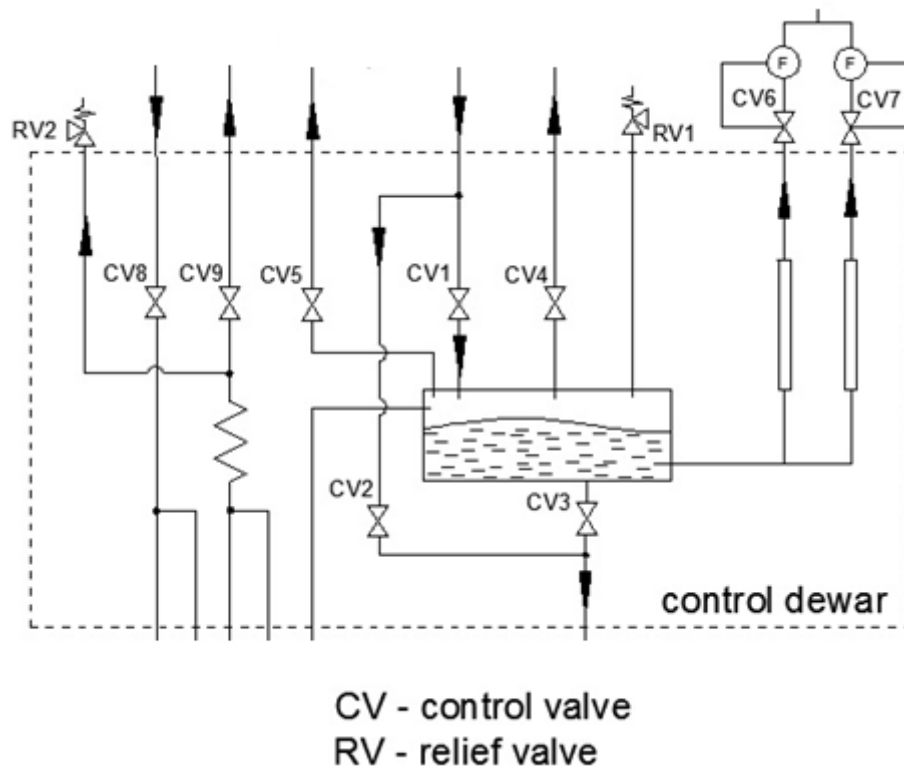 F
F
CV6
CV7
RV2
RV1
CV8
CV9
CV5
CV1
CV4
CV2
CV3
control dewar
CV - control valve
RV - relief valve